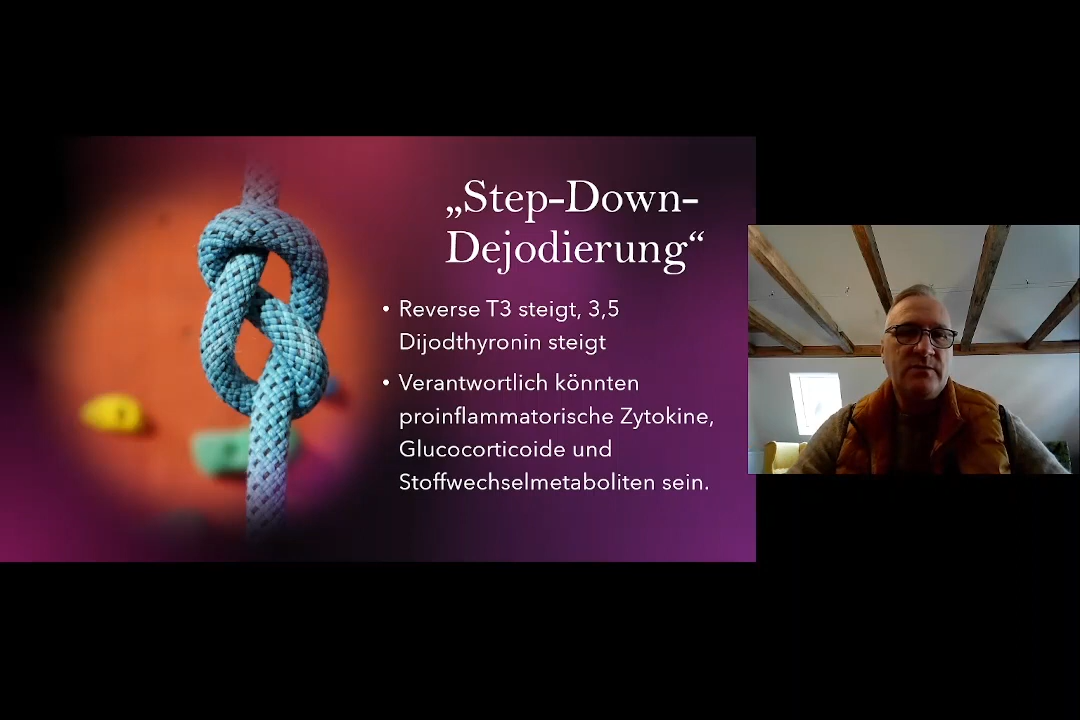 „Step-Down-
Dejodierung“
• Reverse T3 steigt, 3,5
Dijodthyronin steigt
• Verantwortlich könnten
proinflammatorische Zytokine,
Glucocorticoide und
Stoffwechselmetaboliten sein.